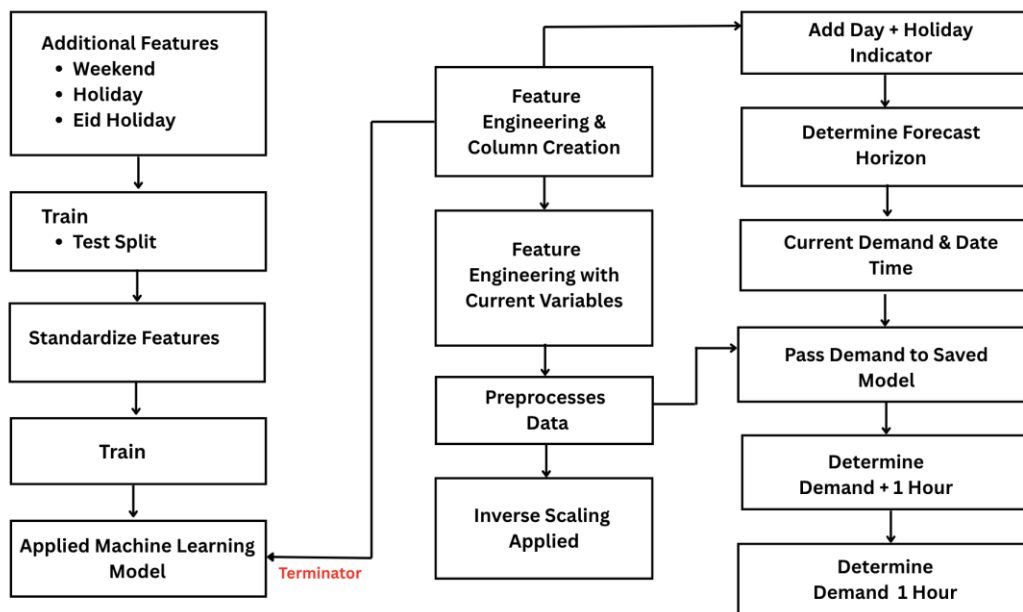 Additional Features
• Weekend
• Holiday
• Eid Holiday
Train
• Test Split
Standardize Features
Train
Applied Machine Learning
Model
Terminator
Feature
Engineering &
Column Creation
Feature
Engineering with
Current Variables
Preprocesses
Data
Inverse Scaling
Applied
Add Day + Holiday
Indicator
Determine Forecast
Horizon
Current Demand & Date
Time
Pass Demand to Saved
Model
Determine
Demand + 1 Hour
Determine
Demand 1 Hour